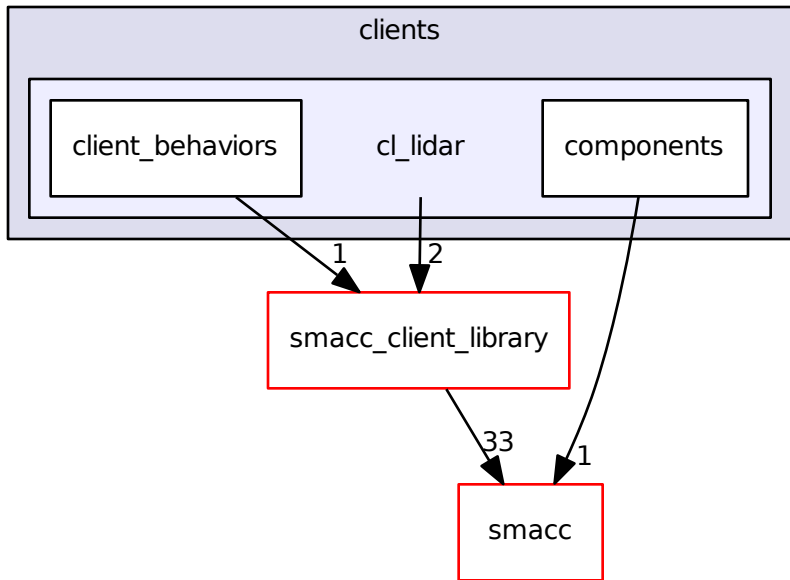 clients
client_behaviors
cl_lidar
components
1
2
smacc_client_library
33
1
smacc